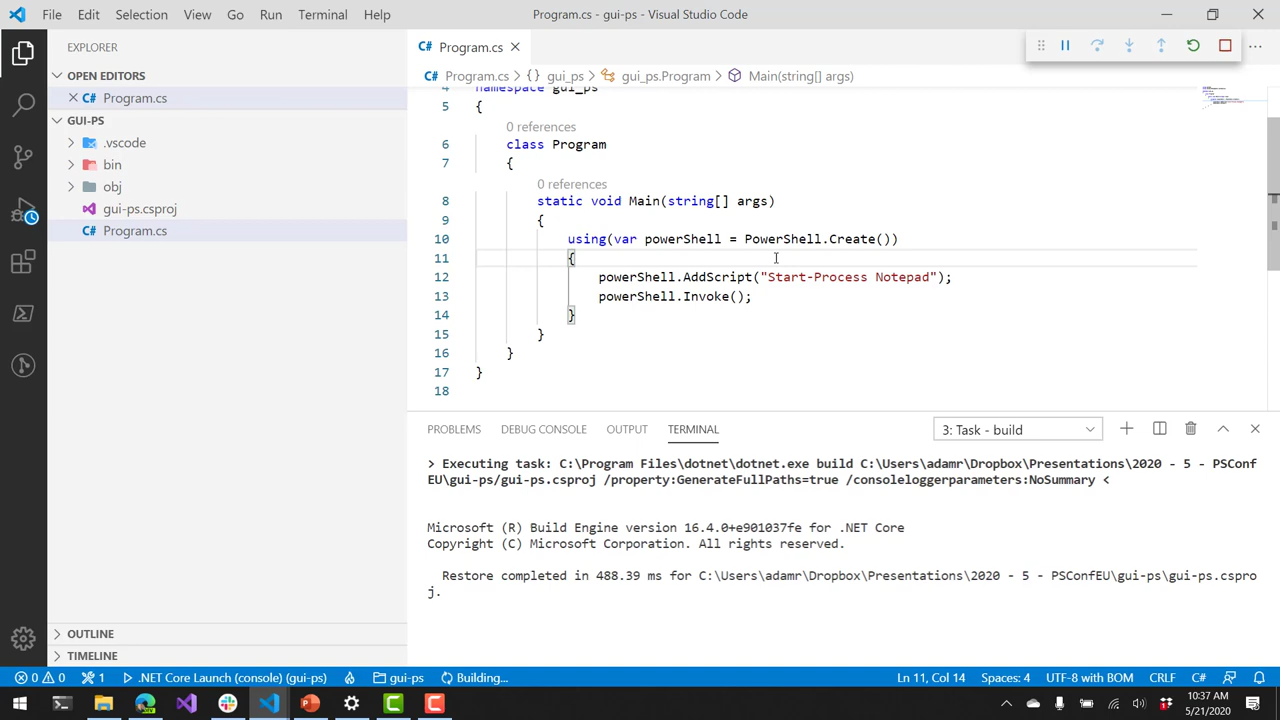 File Edit Selection View Go Run Terminal Help
Program.cs - gui-ps - Visual Studio Code
EXPLORER
OPEN EDITORS
C# Program.cs
GUI-PS
.vscode
bin
obj
gui-ps.csproj
Program.cs
OUTLINE
TIMELINE
C# Program.cs
C# Program.cs > {} gui_ps > gui_ps.Program > Main(string[] args)
4 namespace gui_ps
5 {
0 references
6 class Program
7 {
0 references
8 static void Main(string[] args)
9 {
10 using(var powerShell = PowerShell.Create())
11 {
12 powerShell.AddScript("Start-Process Notepad");
13 powerShell.Invoke();
14 }
15 }
16 }
17 }
18
PROBLEMS DEBUG CONSOLE OUTPUT TERMINAL
3: Task - build
> Executing task: C:\Program Files\dotnet\dotnet.exe build C:\Users\adamr\Dropbox\Presentations\2020 - 5 - PSConf
EU\gui-ps/gui-ps.csproj /property:GenerateFullPaths=true /consoleloggerparameters:NoSummary <
Microsoft (R) Build Engine version 16.4.0+e901037fe for .NET Core
Copyright (C) Microsoft Corporation. All rights reserved.
Restore completed in 488.39 ms for C:\Users\adamr\Dropbox\Presentations\2020 - 5 - PSConfEU\gui-ps\gui-ps.cspro
j.
0 0 1 .NET Core Launch (console) (gui-ps) gui-ps Building... Ln 11, Col 14 Spaces: 4 UTF-8 with BOM CRLF C#
10:37 AM
5/21/2020